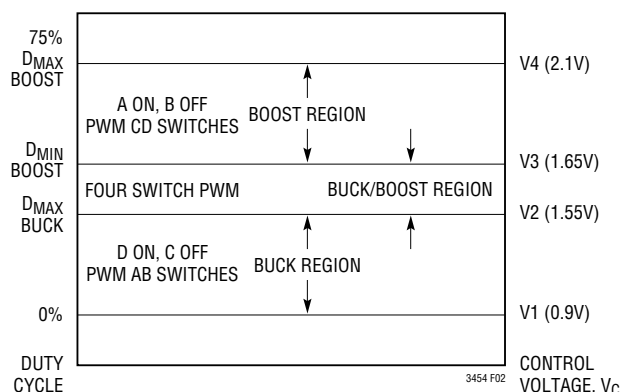 75%
DMAX
BOOST
V4 (2.1V)
A ON, B OFF
PWM CD SWITCHES
BOOST REGION
DMIN
BOOST
V3 (1.65V)
FOUR SWITCH PWM
BUCK/BOOST REGION
DMAX
BUCK
V2 (1.55V)
D ON, C OFF
PWM AB SWITCHES
BUCK REGION
0%
V1 (0.9V)
DUTY
CYCLE
3454 F02
CONTROL
VOLTAGE, VC